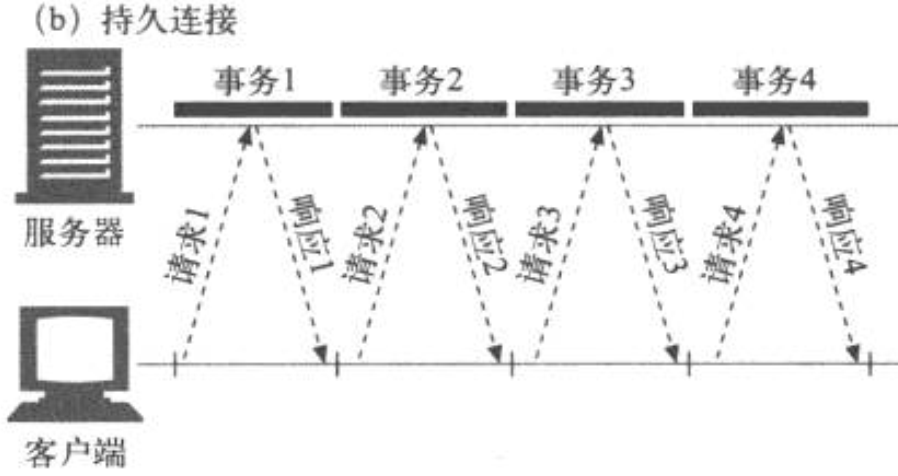 (b) 持久连接
事务1 事务2 事务3 事务4
服务器
请求1 响应1 请求2 响应2 请求3 响应3 请求4 响应4
客户端